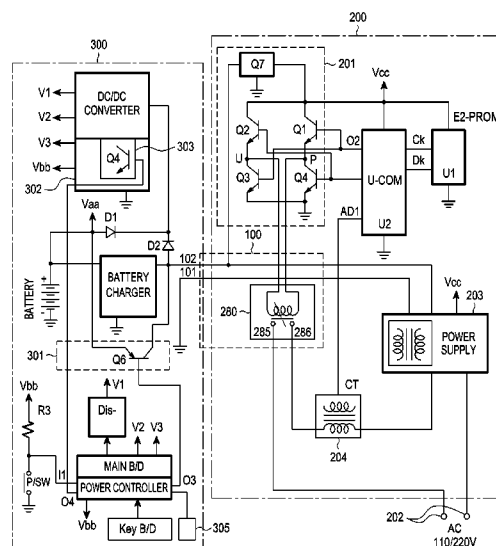 200
300
201
Q7
Vcc
V1
DC/DC
CONVERTER
V2
V3
303
Q4
Vbb
302
Q2
Q1
O2
E2-PROM
Ck
U
P
U-COM
Dk
U1
Q3
Q4
AD1
U2
Vaa
D1
D2
100
102
101
BATTERY
BATTERY
CHARGER
Vcc
203
280
285
286
POWER
SUPPLY
301
Q6
CT
204
Vbb
V1
R3
Dis-
V2
V3
P/SW
I1
MAIN B/D
O3
O4
POWER CONTROLLER
Vbb
Key B/D
305
202
AC
110/220V